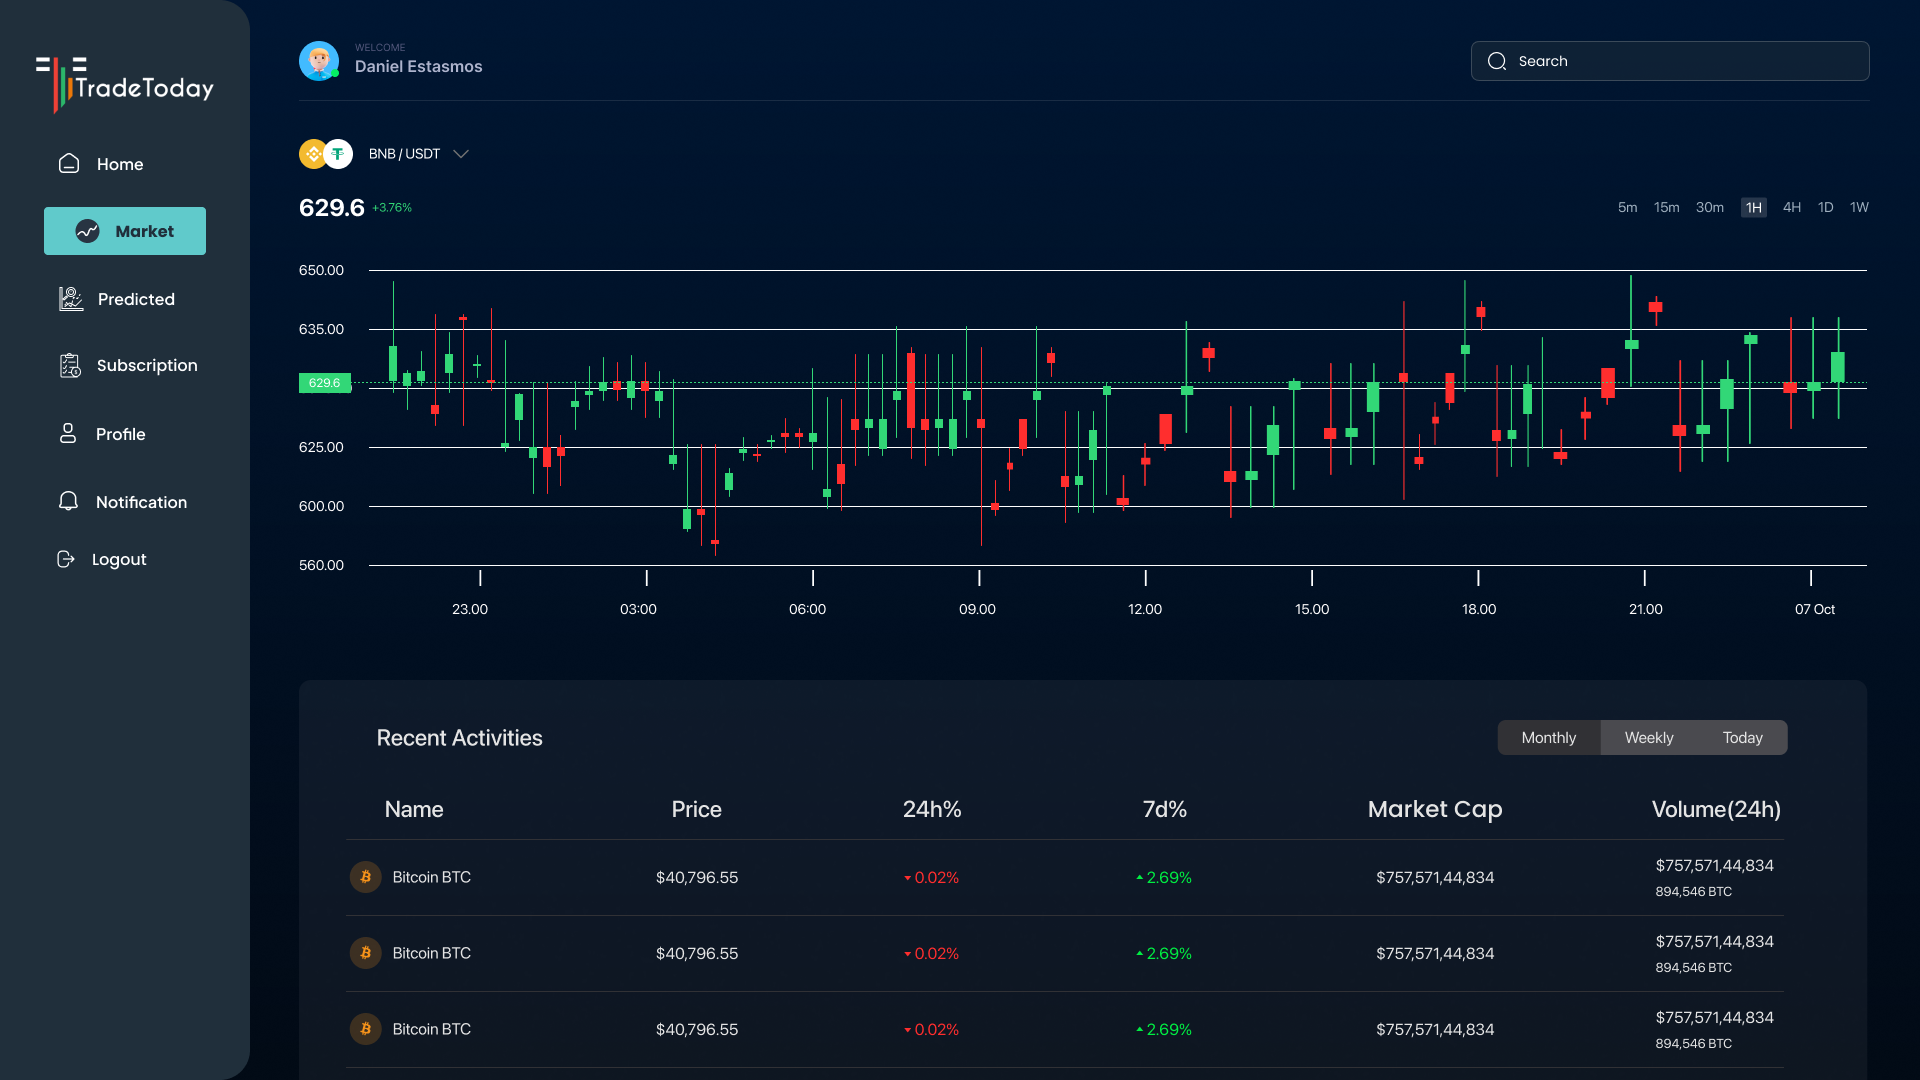 TradeToday
Home
Market
Predicted
Subscription
Profile
Notification
Logout
WELCOME
Daniel Estasmos
Search
BNB / USDT
629.6 +3.76%
5m 15m 30m 1H 4H 1D 1W
650.00
635.00
629.6
625.00
600.00
560.00
23.00 03:00 06:00 09.00 12.00 15.00 18.00 21.00 07 Oct
Recent Activities
Monthly Weekly Today
Name Price 24h% 7d% Market Cap Volume(24h)
Bitcoin BTC $40,796.55 0.02% 2.69% $757,571,44,834 $757,571,44,834
894,546 BTC
Bitcoin BTC $40,796.55 0.02% 2.69% $757,571,44,834 $757,571,44,834
894,546 BTC
Bitcoin BTC $40,796.55 0.02% 2.69% $757,571,44,834 $757,571,44,834
894,546 BTC